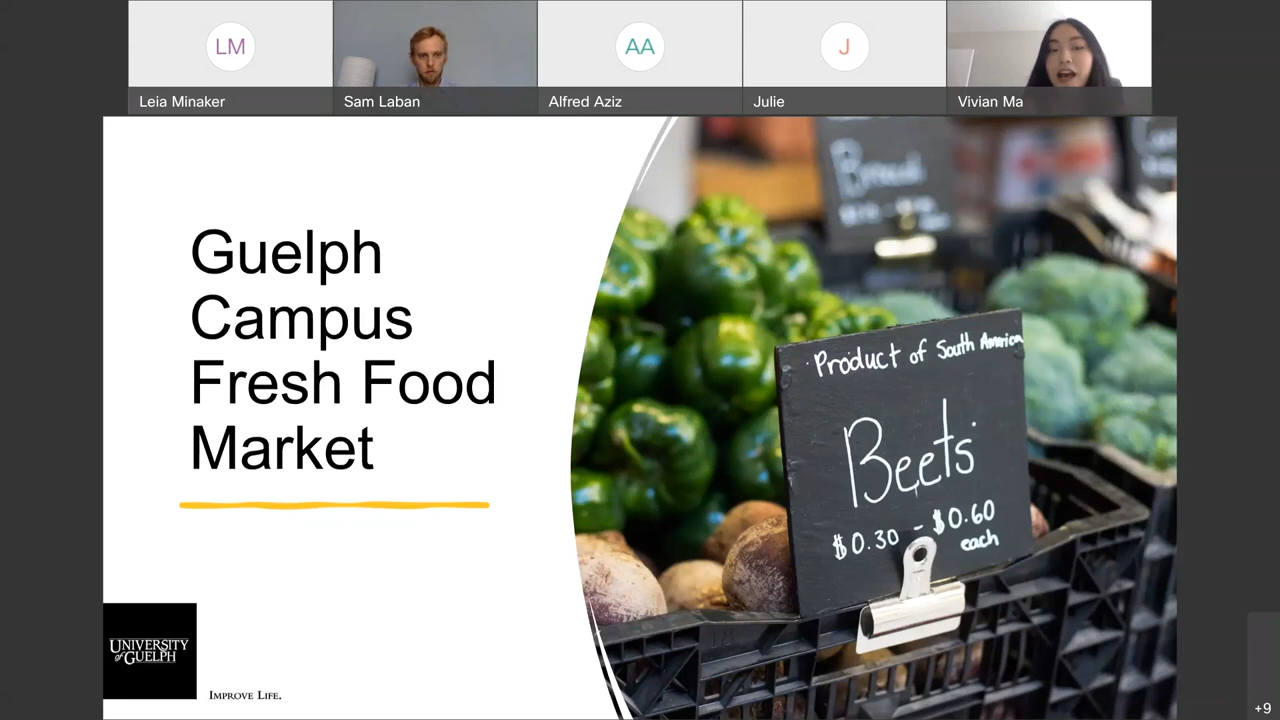 LM
AA
J
Leia Minaker
Sam Laban
Alfred Aziz
Julie
Vivian Ma
Guelph
Campus
Fresh Food
Market
Product of South America
Beets
$0.30 - $0.60
each
UNIVERSITY
of GUELPH
IMPROVE LIFE.
+9